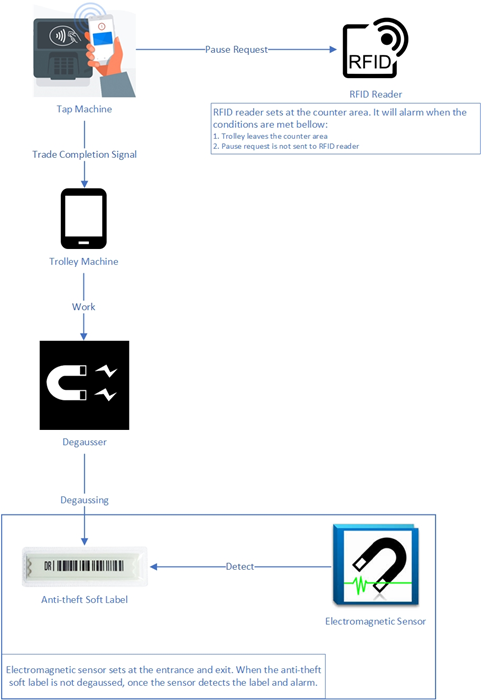 Pause Request
RFID
Tap Machine
RFID Reader
RFID reader sets at the counter area. It will alarm when the
conditions are met bellow:
1. Trolley leaves the counter area
2. Pause request is not sent to RFID reader
Trade Completion Signal
Trolley Machine
Work
Degausser
Degaussing
DR
Detect
Anti-theft Soft Label
Electromagnetic Sensor
Electromagnetic sensor sets at the entrance and exit. When the anti-theft
soft label is not degaussed, once the sensor detects the label and alarm.